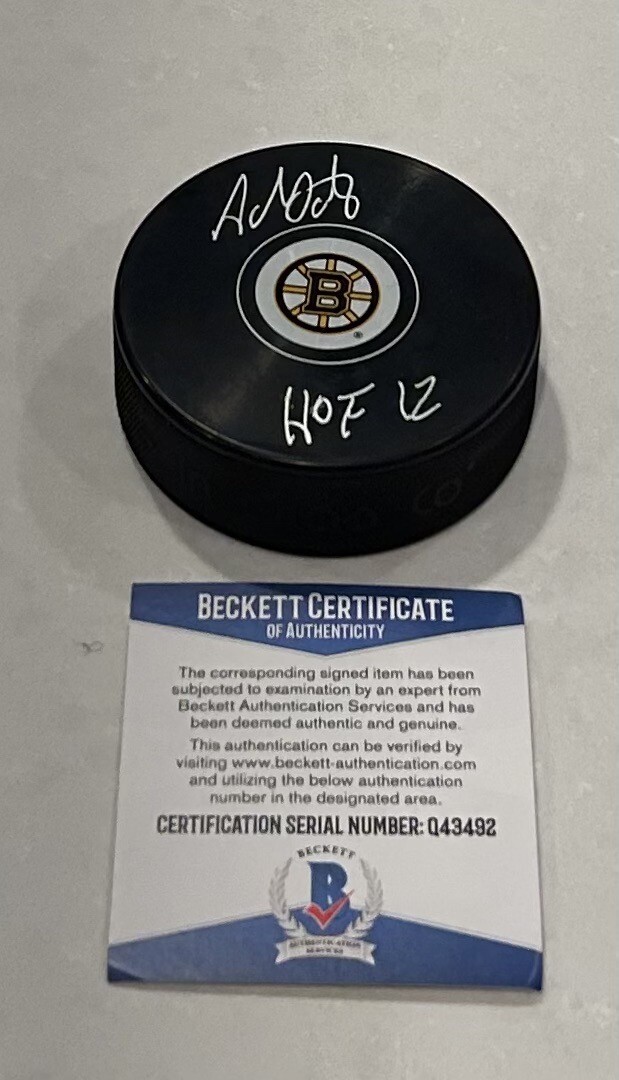 B
®
HOF 12
BECKETT CERTIFICATE
OF AUTHENTICITY
The corresponding signed item has been
subjected to examination by an expert from
Beckett Authentication Services and has
been deemed authentic and genuine.
This authentication can be verified by
visiting www.beckett-authentication.com
and utilizing the below authentication
number in the designated area.
CERTIFICATION SERIAL NUMBER: Q43492
BECKETT
B
AUTHENTICATION
SERVICES